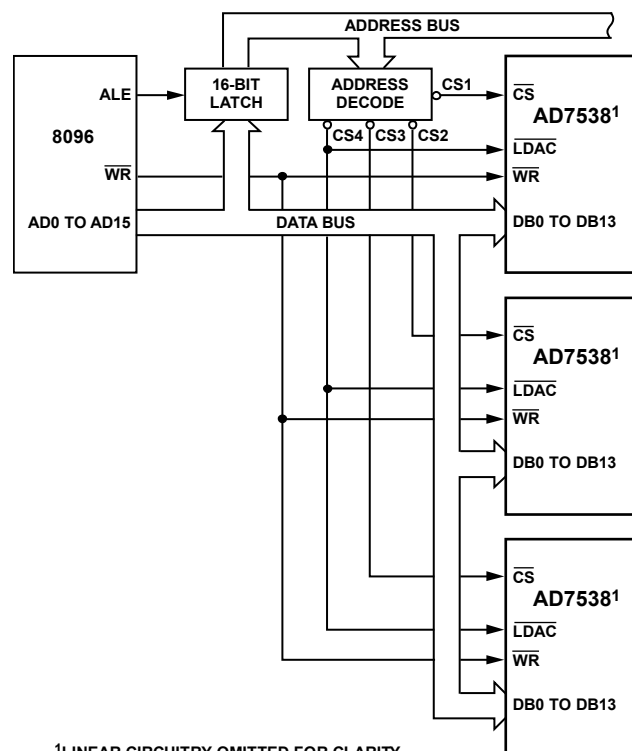 ADDRESS BUS
ALE
8096
WR
AD0 TO AD15
16-BIT
LATCH
ADDRESS
DECODE
CS1
CS4
CS3
CS2
DATA BUS
CS
AD7538¹
LDAC
WR
DB0 TO DB13
CS
AD7538¹
LDAC
WR
DB0 TO DB13
CS
AD7538¹
LDAC
WR
DB0 TO DB13
¹LINEAR CIRCUITRY OMITTED FOR CLARITY